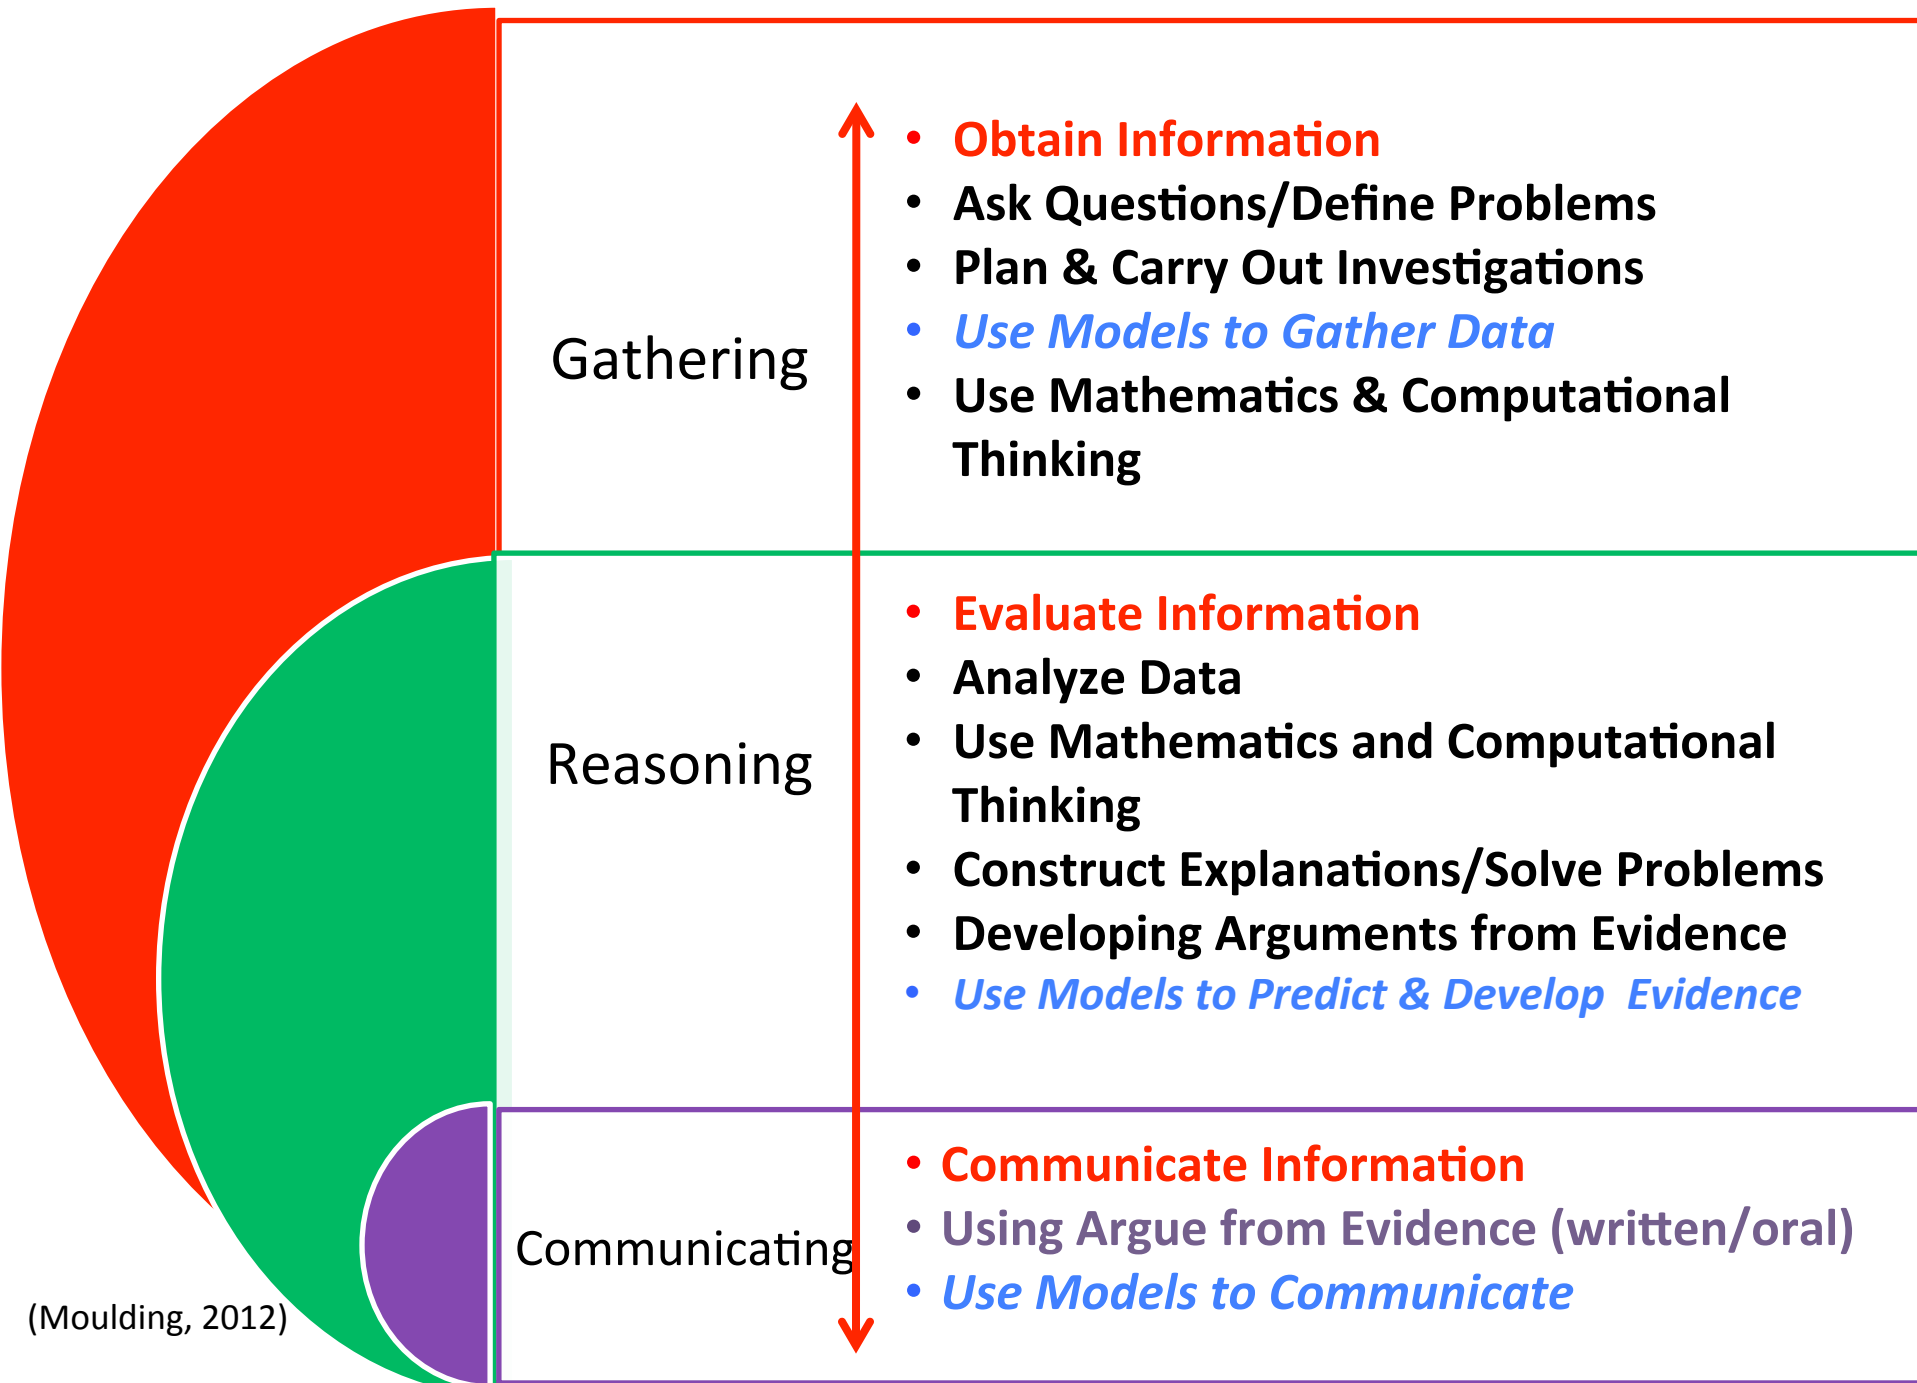 Gathering
• Obtain Information
• Ask Questions/Define Problems
• Plan & Carry Out Investigations
• Use Models to Gather Data
• Use Mathematics & Computational
Thinking
Reasoning
• Evaluate Information
• Analyze Data
• Use Mathematics and Computational
Thinking
• Construct Explanations/Solve Problems
• Developing Arguments from Evidence
• Use Models to Predict & Develop Evidence
Communicating
• Communicate Information
• Using Argue from Evidence (written/oral)
• Use Models to Communicate
(Moulding, 2012)